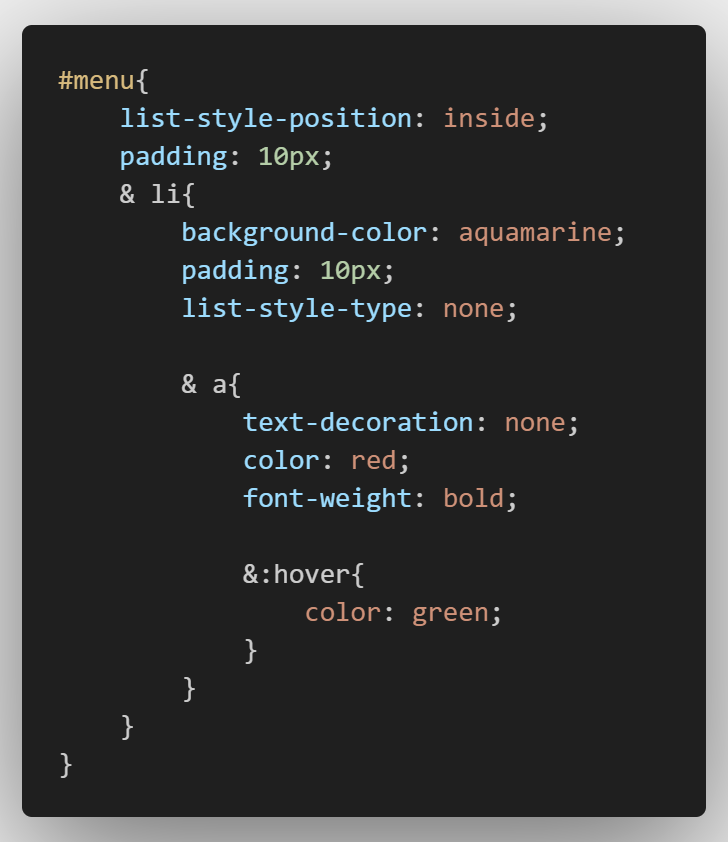 #menu{
    list-style-position: inside;
    padding: 10px;
    & li{
        background-color: aquamarine;
        padding: 10px;
        list-style-type: none;

        & a{
            text-decoration: none;
            color: red;
            font-weight: bold;

            &:hover{
                color: green;
            }
        }
    }
}